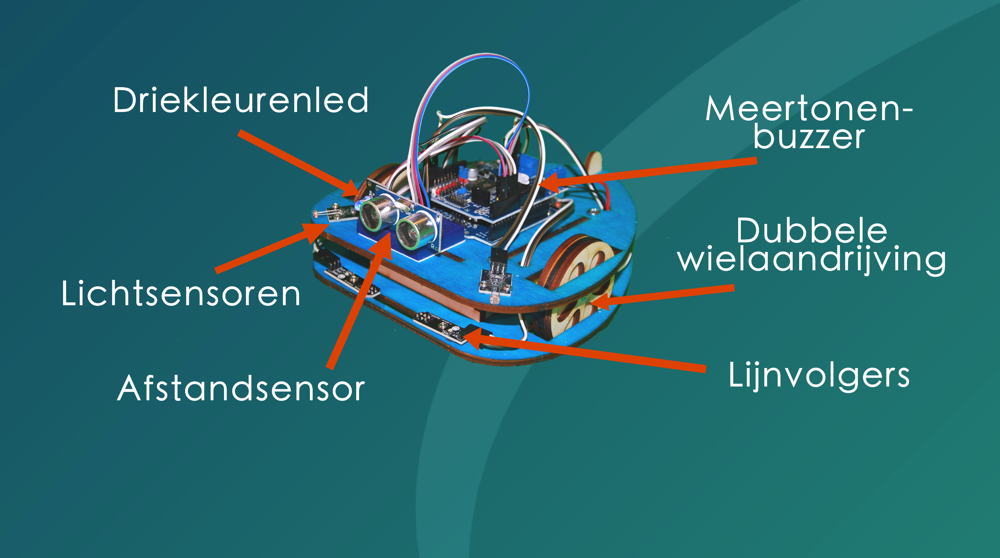 Driekleurenled
Meertonen-
buzzer
Dubbele
wielaandrijving
Lichtsensoren
Afstandsensor
Lijnvolgers
R